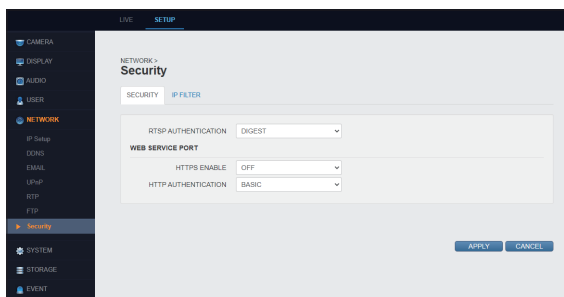 LIVE SETUP
CAMERA
DISPLAY
AUDIO
USER
NETWORK
IP Setup
DDNS
EMAIL
UPnP
RTP
FTP
Security
SYSTEM
STORAGE
EVENT
NETWORK >
Security
SECURITY IP FILTER
RTSP AUTHENTICATION DIGEST
WEB SERVICE PORT
HTTPS ENABLE OFF
HTTP AUTHENTICATION BASIC
APPLY CANCEL